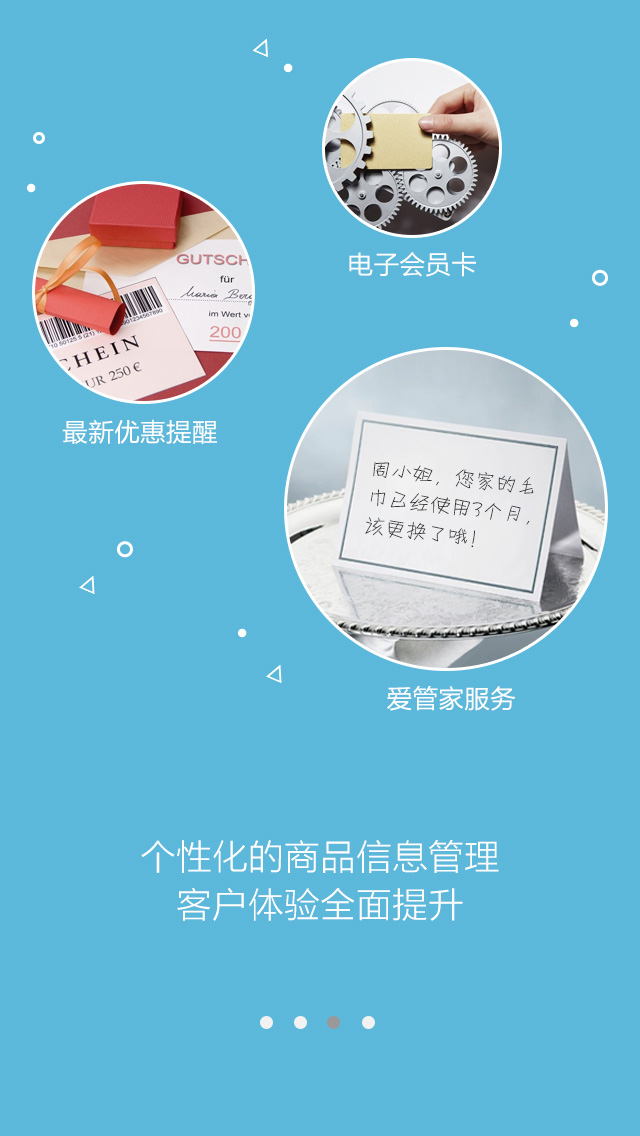 电子会员卡
GUTSCH
für
Maria Berg
im Wert v
200
CHEIN
UR 250 €
最新优惠提醒
周小姐，您家的毛
巾已经使用3个月，
该更换了哦！
爱管家服务
个性化的商品信息管理
客户体验全面提升